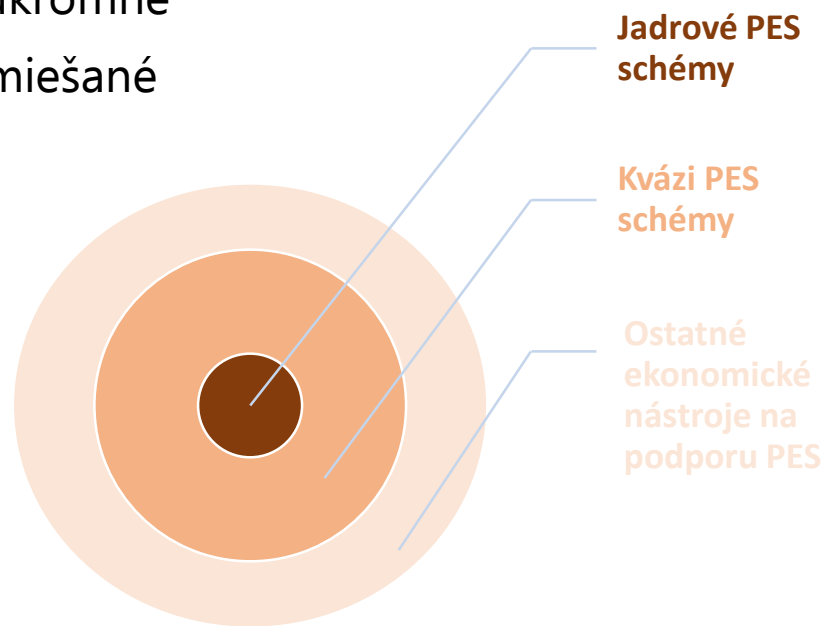 miešané
Jadrové PES
schémy
Kvázi PES
schémy
Ostatné
ekonomické
nástroje na
podporu PES